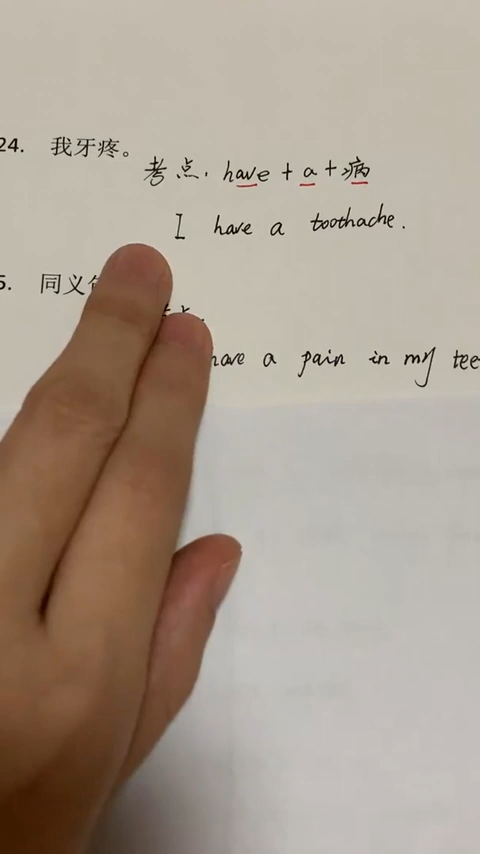 24. 我牙疼。
考点. have + a + 病
I have a toothache.
5. 同义
have a pain in my